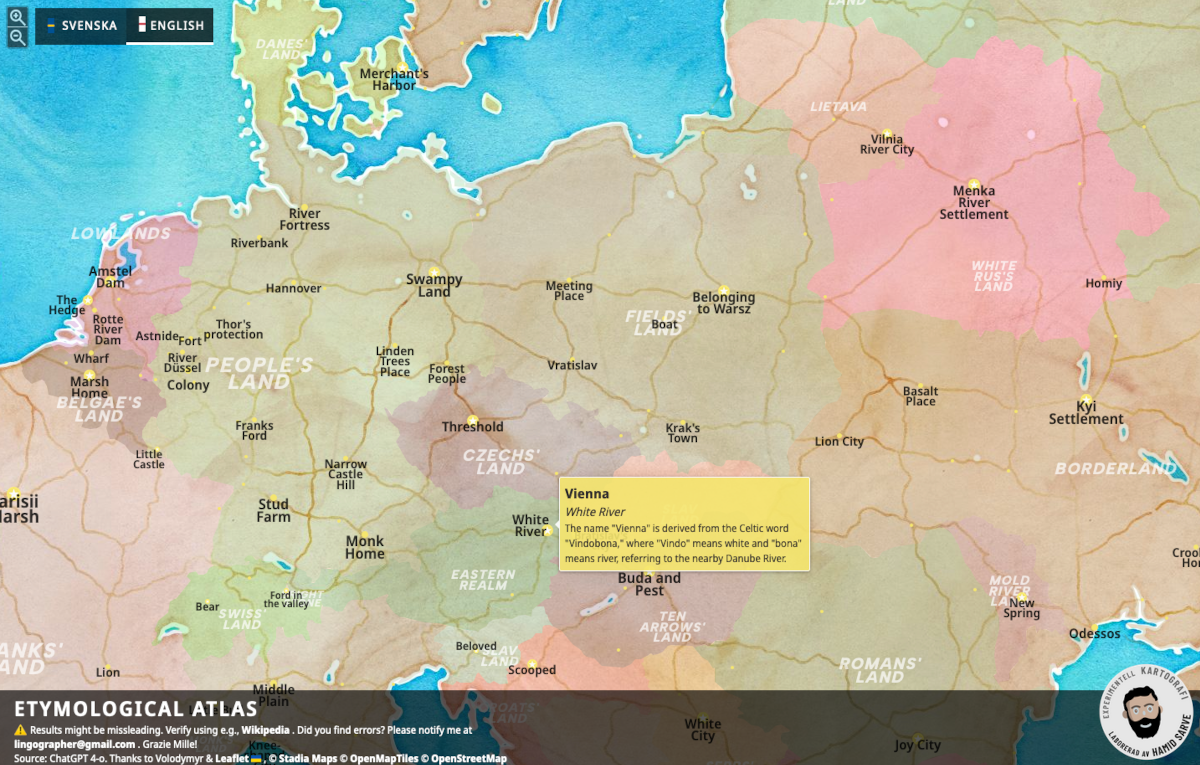 SVENSKA
ENGLISH
LAND
DANES'
LAND
Merchant's
Harbor
LIETAVA
Vilnia
River City
Menka
River
Settlement
River
Fortress
LOWLANDS
Riverbank
Amstel
Dam
Swampy
Land
WHITE
RUS'S
LAND
Hannover
Meeting
Place
Homiy
The
Hedge
Belonging
to Warsz
Rotte
River
Dam
Thor's
protection
FIELDS'
LAND
Boat
Astnide
Fort
Wharf
River
Düssel
PEOPLE'S
LAND
Linden
Trees
Place
Forest
People
Vratislav
Marsh
Home
Colony
BELGAE'S
LAND
Basalt
Place
Kyi
Settlement
Franks
Ford
Threshold
Krak's
Town
Lion City
Little
Castle
CZECHS'
LAND
Narrow
Castle
Hill
BORDERLAND
arisii
Marsh
Stud
Farm
White
River
Vienna
White River
The name "Vienna" is derived from the Celtic word
"Vindobona," where "Vindo" means white and "bona"
means river, referring to the nearby Danube River.
Monk
Home
EASTERN
REALM
Buda and
Pest
MOLD
RIVER
LAND
New
Spring
Bear
Ford in
the valley
SWISS'
LAND
TEN
ARROWS'
LAND
Odessos
Beloved
SLAV
LAND
Scooped
ANKS'
AND
Lion
ROMANS'
LAND
Middle
Plain
CROATS'
LAND
White
City
Joy City
Knee-
ETYMOLOGICAL ATLAS
⚠️ Results might be misleading. Verify using e.g., Wikipedia . Did you find errors? Please notify me at
lingographer@gmail.com . Grazie Mille!
Source: ChatGPT 4-o. Thanks to Volodymyr & Leaflet , © Stadia Maps © OpenMapTiles © OpenStreetMap
EXPERIMENTELL KARTOGRAFI
LABORERAD AV HAMID SARVE